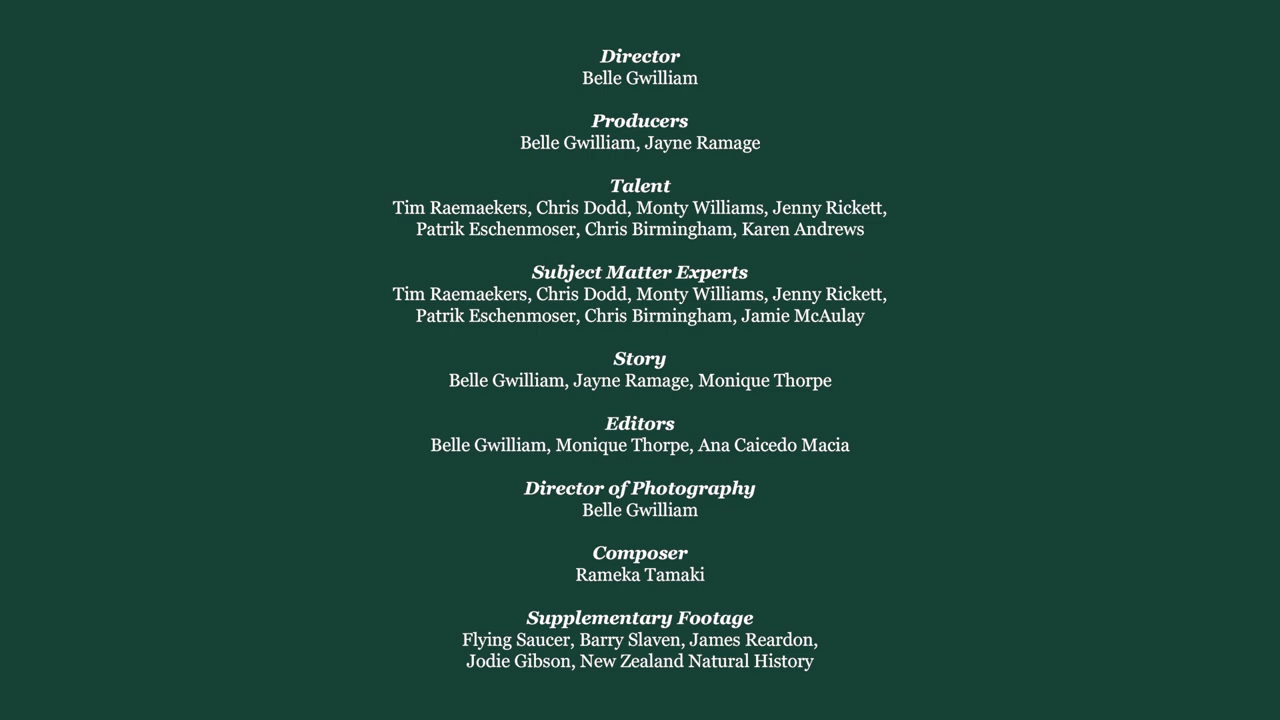 Director
Belle Gwilliam
Producers
Belle Gwilliam, Jayne Ramage
Talent
Tim Raemaekers, Chris Dodd, Monty Williams, Jenny Rickett,
Patrik Eschenmoser, Chris Birmingham, Karen Andrews
Subject Matter Experts
Tim Raemaekers, Chris Dodd, Monty Williams, Jenny Rickett,
Patrik Eschenmoser, Chris Birmingham, Jamie McAulay
Story
Belle Gwilliam, Jayne Ramage, Monique Thorpe
Editors
Belle Gwilliam, Monique Thorpe, Ana Caicedo Macia
Director of Photography
Belle Gwilliam
Composer
Rameka Tamaki
Supplementary Footage
Flying Saucer, Barry Slaven, James Reardon,
Jodie Gibson, New Zealand Natural History